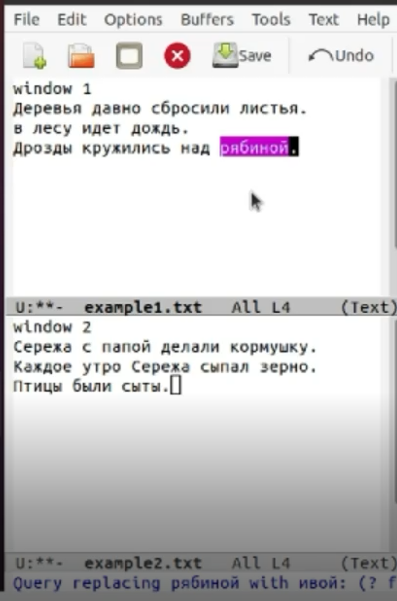 File Edit Options Buffers Tools Text Help
Save Undo
window 1
Деревья давно сбросили листья.
в лесу идет дождь.
Дрозды кружились над рябиной.
U:**- example1.txt All L4 (Text)
window 2
Сережа с папой делали кормушку.
Каждое утро Сережа сыпал зерно.
Птицы были сыты.
U:**- example2.txt All L4 (Text)
Query replacing рябиной with ивой: (? f